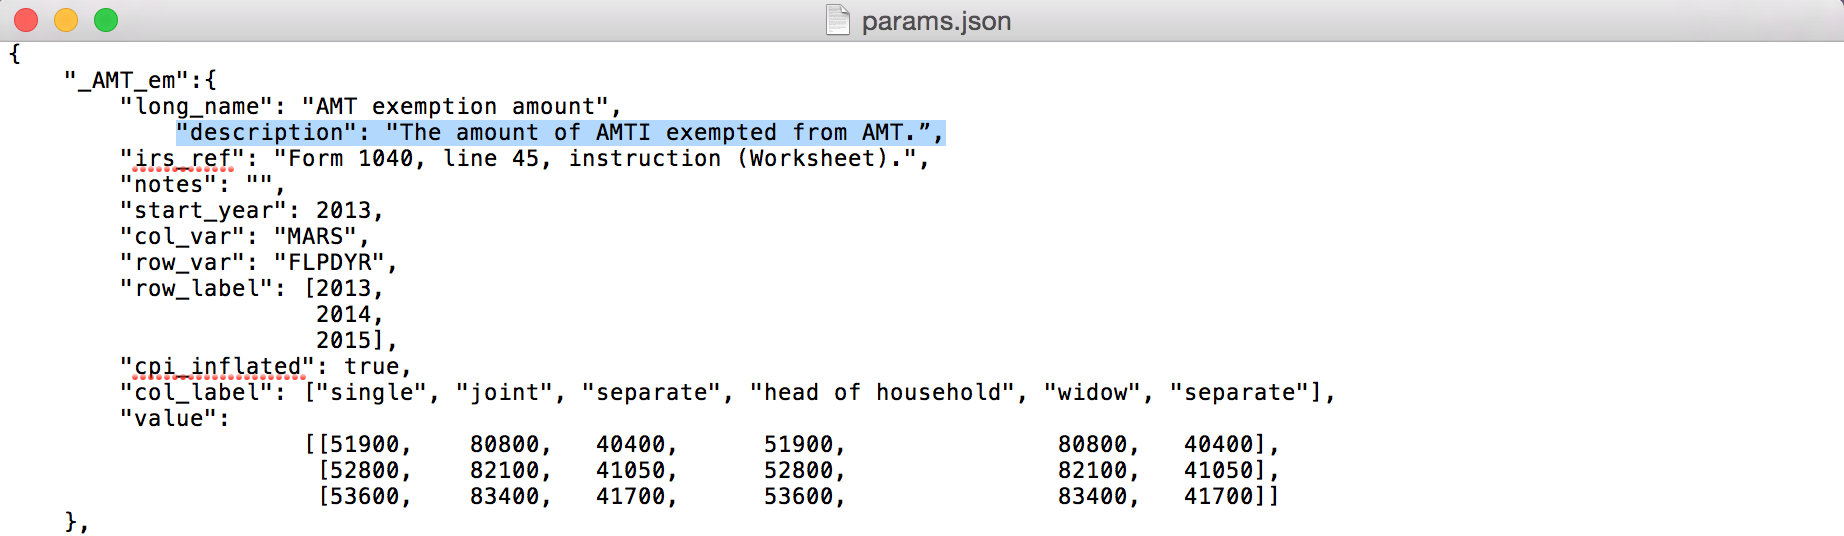 params.json
{
    "_AMT_em":{
        "long_name": "AMT exemption amount",
            "description": "The amount of AMTI exempted from AMT.”,
        "irs_ref": "Form 1040, line 45, instruction (Worksheet).",
        "notes": "",
        "start_year": 2013,
        "col_var": "MARS",
        "row_var": "FLPDYR",
        "row_label": [2013,
                      2014,
                      2015],
        "cpi_inflated": true,
        "col_label": ["single", "joint", "separate", "head of household", "widow", "separate"],
        "value":
                     [[51900,    80800,   40400,      51900,               80800,   40400],
                      [52800,    82100,   41050,      52800,               82100,   41050],
                      [53600,    83400,   41700,      53600,               83400,   41700]]
    },